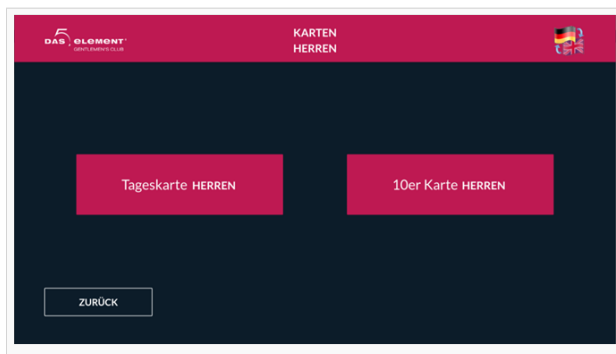 DAS 5 ELEMENT
GENTLEMEN'S CLUB
KARTEN
HERREN
Tageskarte HERREN
10er Karte HERREN
ZURÜCK